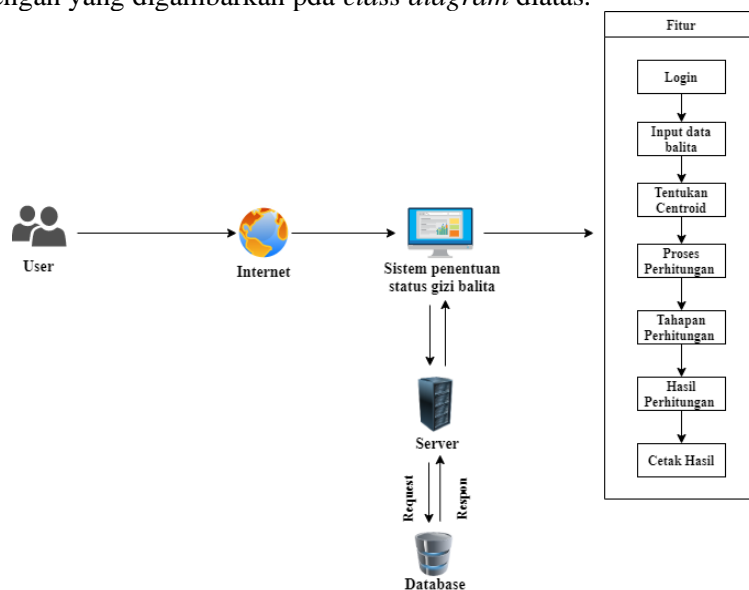 engan yang digambarkan pda class diagram diatas.
Fitur
Login
Input data
balita
Tentukan
Centroid
Proses
Perhitungan
Tahapan
Perhitungan
Hasil
Perhitungan
Cetak Hasil
User
Internet
Sistem penentuan
status gizi balita
Server
Request
Respon
Database